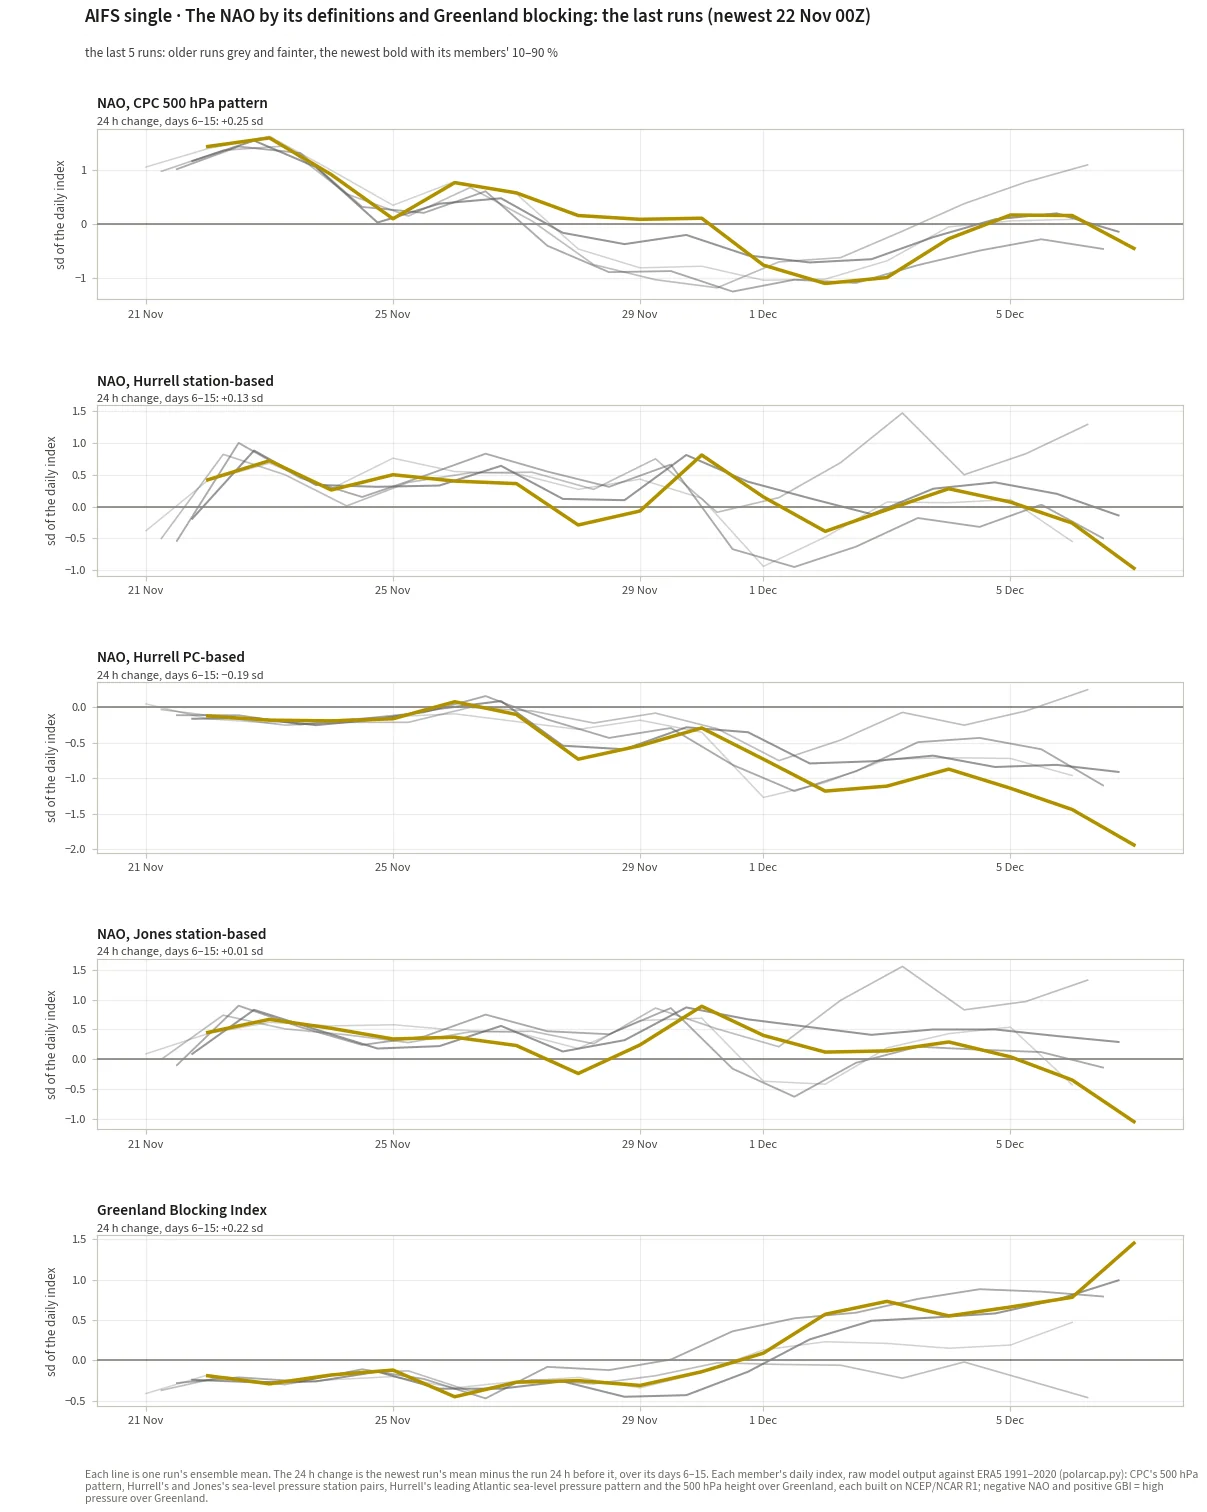 AIFS single · The NAO by its definitions and Greenland blocking: the last runs (newest 22 Nov 00Z)
the last 5 runs: older runs grey and fainter, the newest bold with its members' 10–90 %
NAO, CPC 500 hPa pattern
24 h change, days 6–15: +0.25 sd
sd of the daily index
1
0
−1
21 Nov
25 Nov
29 Nov
1 Dec
5 Dec
NAO, Hurrell station-based
24 h change, days 6–15: +0.13 sd
sd of the daily index
1.5
1.0
0.5
0.0
−0.5
−1.0
21 Nov
25 Nov
29 Nov
1 Dec
5 Dec
NAO, Hurrell PC-based
24 h change, days 6–15: −0.19 sd
sd of the daily index
0.0
−0.5
−1.0
−1.5
−2.0
21 Nov
25 Nov
29 Nov
1 Dec
5 Dec
NAO, Jones station-based
24 h change, days 6–15: +0.01 sd
sd of the daily index
1.5
1.0
0.5
0.0
−0.5
−1.0
21 Nov
25 Nov
29 Nov
1 Dec
5 Dec
Greenland Blocking Index
24 h change, days 6–15: +0.22 sd
sd of the daily index
1.5
1.0
0.5
0.0
−0.5
21 Nov
25 Nov
29 Nov
1 Dec
5 Dec
Each line is one run's ensemble mean. The 24 h change is the newest run's mean minus the run 24 h before it, over its days 6–15. Each member's daily index, raw model output against ERA5 1991–2020 (polarcap.py): CPC's 500 hPa
pattern, Hurrell's and Jones's sea-level pressure station pairs, Hurrell's leading Atlantic sea-level pressure pattern and the 500 hPa height over Greenland, each built on NCEP/NCAR R1; negative NAO and positive GBI = high
pressure over Greenland.